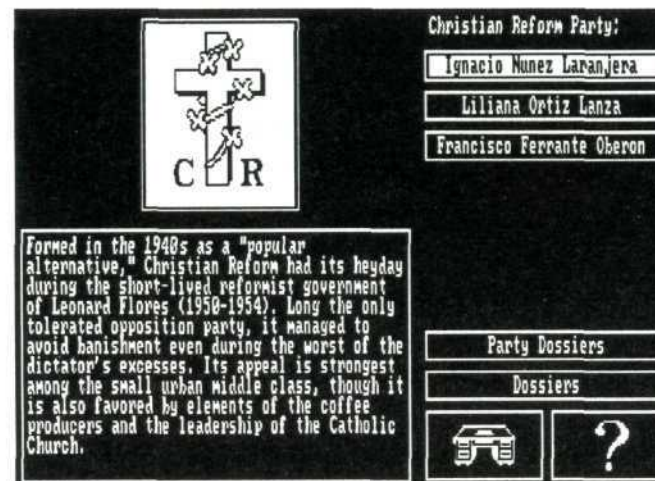 Christian Reform Party:
Ignacio Nunez Laranjera
Liliana Ortiz Lanza
Francisco Ferrante Oberon
C R
Formed in the 1940s as a "popular
alternative," Christian Reform had its heyday
during the short-lived reformist government
of Leonard Flores (1950-1954). Long the only
tolerated opposition party, it managed to
avoid banishment even during the worst of the
dictator's excesses. Its appeal is strongest
among the small urban middle class, though it
is also favored by elements of the coffee
producers and the leadership of the Catholic
Church.
Party Dossiers
Dossiers
?